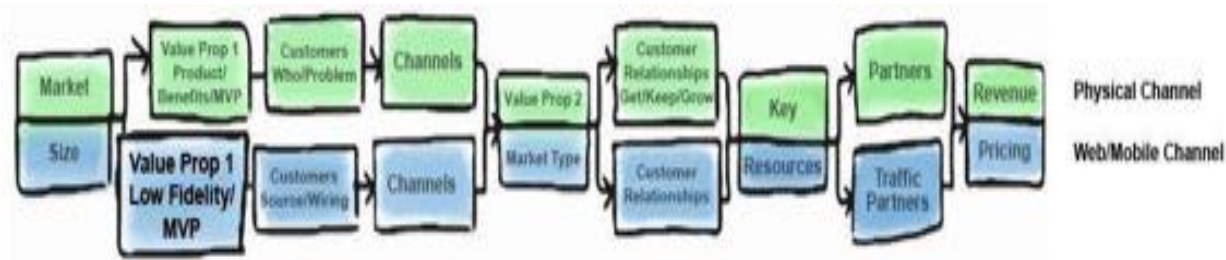 Market
Size
Value Prop 1
Product/
Benefits/MVP
Value Prop 1
Low Fidelity/
MVP
Customers
Who/Problem
Customers
Source/Wiring
Channels
Channels
Value Prop 2
Market Type
Customer
Relationships
Get/Keep/Grow
Customer
Relationships
Key
Resources
Partners
Traffic
Partners
Revenue
Pricing
Physical Channel
Web/Mobile Channel